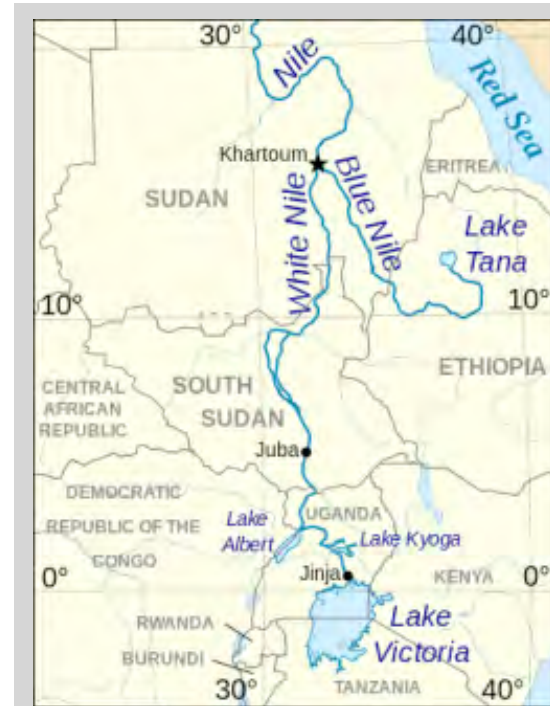 30°
40°
Nile
Red Sea
Khartoum
ERITREA
SUDAN
White Nile
Blue Nile
Lake
Tana
10°
10°
ETHIOPIA
CENTRAL
AFRICAN
REPUBLIC
SOUTH
SUDAN
Juba
DEMOCRATIC
REPUBLIC OF THE
CONGO
Lake
Albert
UGANDA
Lake Kyoga
Jinja
0°
KENYA
0°
RWANDA
Lake
Victoria
BURUNDI
30°
TANZANIA
40°